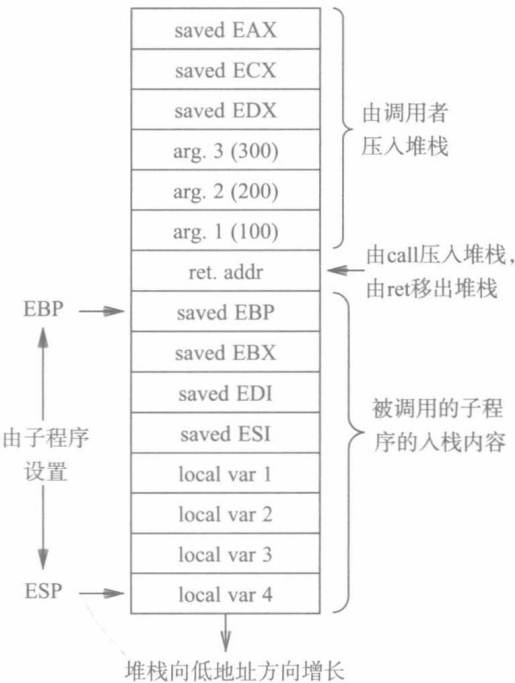 saved EAX
saved ECX
saved EDX
arg. 3 (300)
arg. 2 (200)
arg. 1 (100)
由调用者
压入堆栈
ret. addr
由call压入堆栈,
由ret移出堆栈
EBP
saved EBP
saved EBX
saved EDI
saved ESI
local var 1
local var 2
local var 3
local var 4
被调用的子程
序的入栈内容
由子程序
设置
ESP
堆栈向低地址方向增长